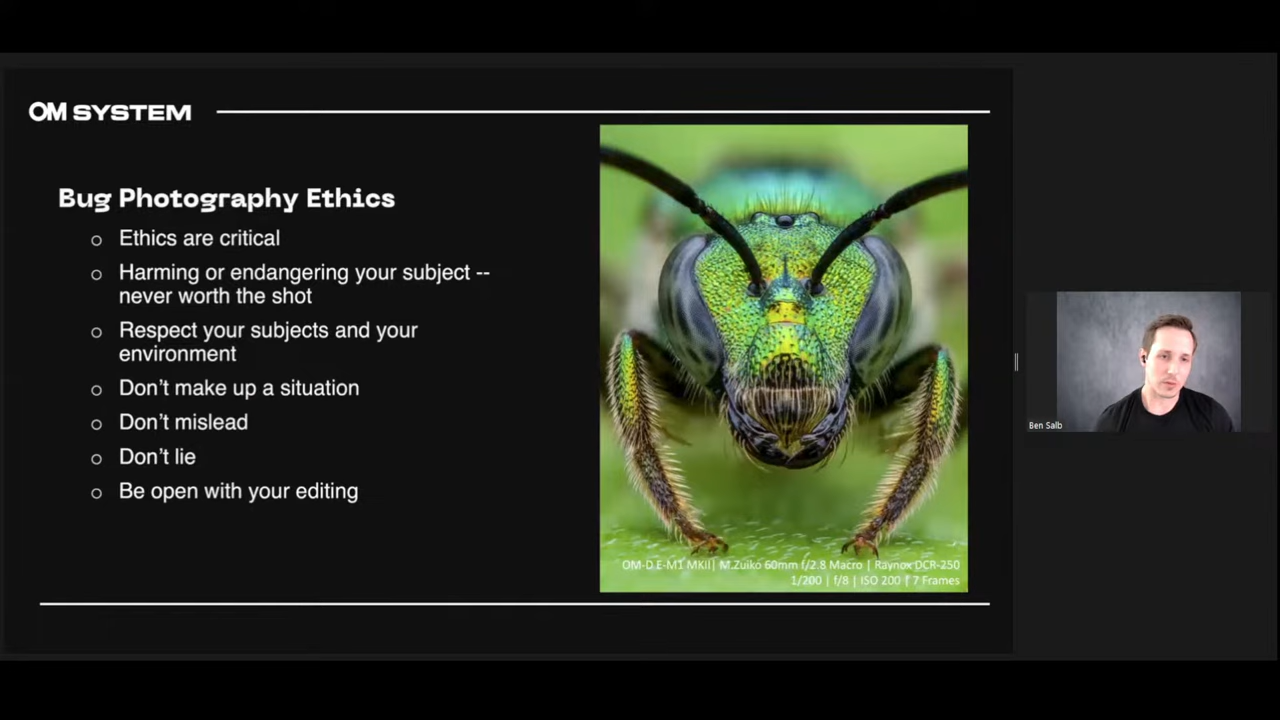 OM SYSTEM
Bug Photography Ethics
Ethics are critical
Harming or endangering your subject --
never worth the shot
Respect your subjects and your
environment
Don't make up a situation
Don't mislead
Don't lie
Be open with your editing
OM-D E-M1 MKII| M.Zuiko 60mm f/2.8 Macro | Raynox DCR-250
1/200 | f/8 | ISO 200 | 7 Frames
Ben Salb